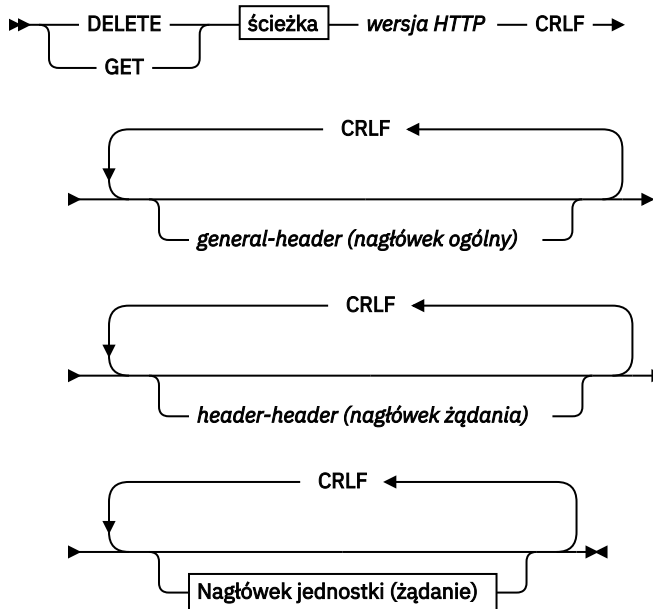 DELETE ścieżka wersja HTTP CRLF
GET
CRLF
general-header (nagłówek ogólny)
CRLF
header-header (nagłówek żądania)
CRLF
Nagłówek jednostki (żądanie)